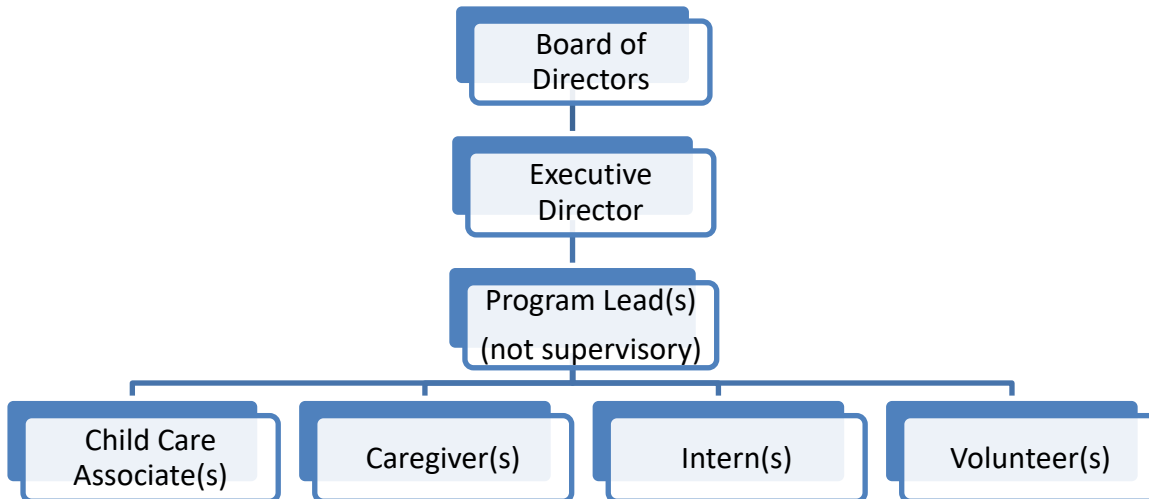 Board of
Directors
Executive
Director
Program Lead(s)
(not supervisory)
Child Care
Associate(s)
Caregiver(s)
Intern(s)
Volunteer(s)